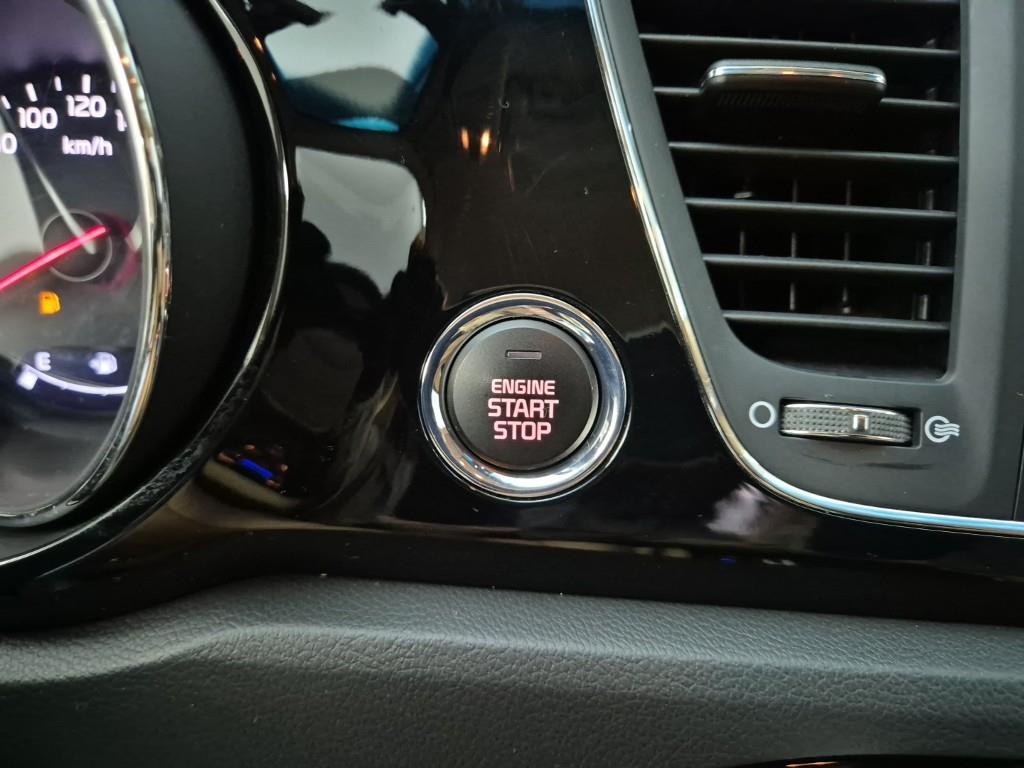 100
120
km/h
E
ENGINE
START
STOP